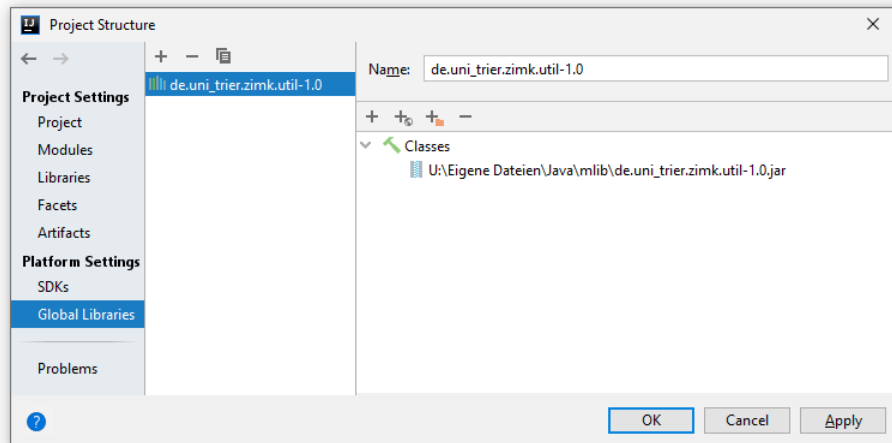 IJ Project Structure
Project Settings
Project
Modules
Libraries
Facets
Artifacts
Platform Settings
SDKs
Global Libraries
Problems
de.uni_trier.zimk.util-1.0
Name: de.uni_trier.zimk.util-1.0
Classes
U:\Eigene Dateien\Java\mlib\de.uni_trier.zimk.util-1.0.jar
? OK Cancel Apply